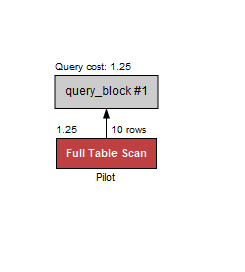 Query cost: 1.25
query_block #1
1.25
10 rows
Full Table Scan
Pilot